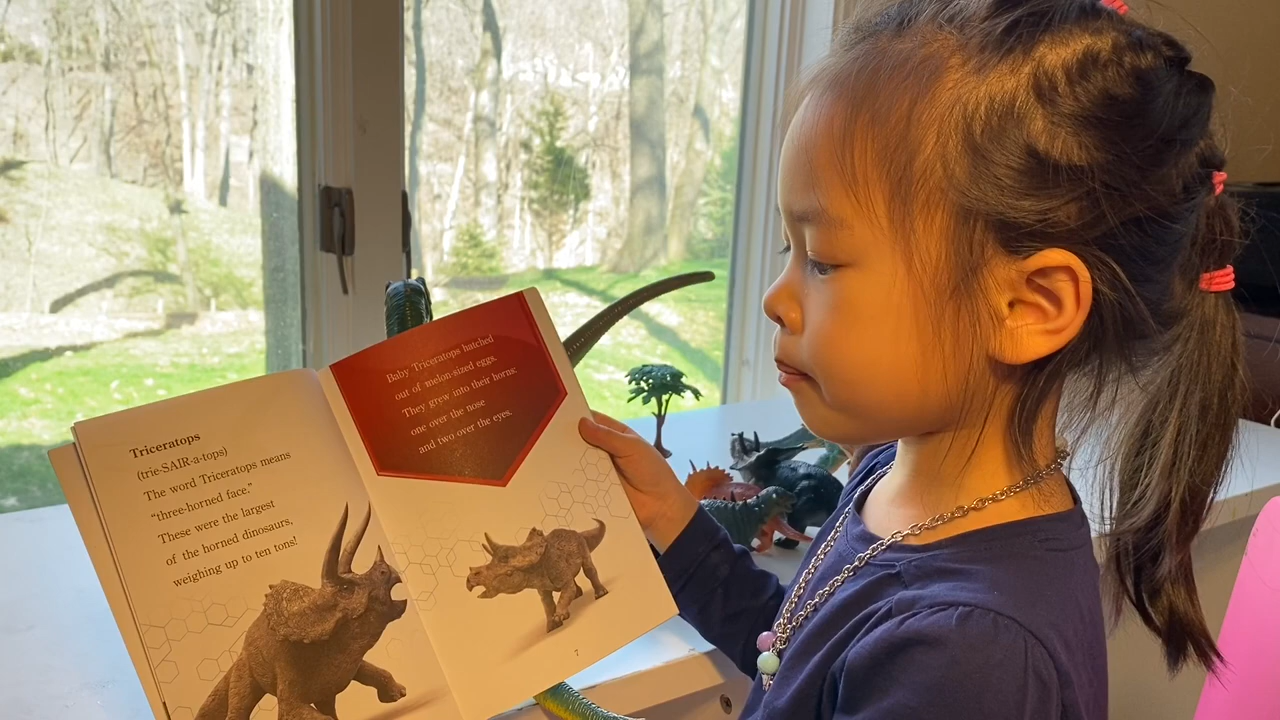 Triceratops
(trie-SAIR-a-tops)
The word Triceratops means
“three-horned face.”
These were the largest
of the horned dinosaurs,
weighing up to ten tons!
Baby Triceratops hatched
out of melon-sized eggs.
They grew into their horns:
one over the nose
and two over the eyes.
7